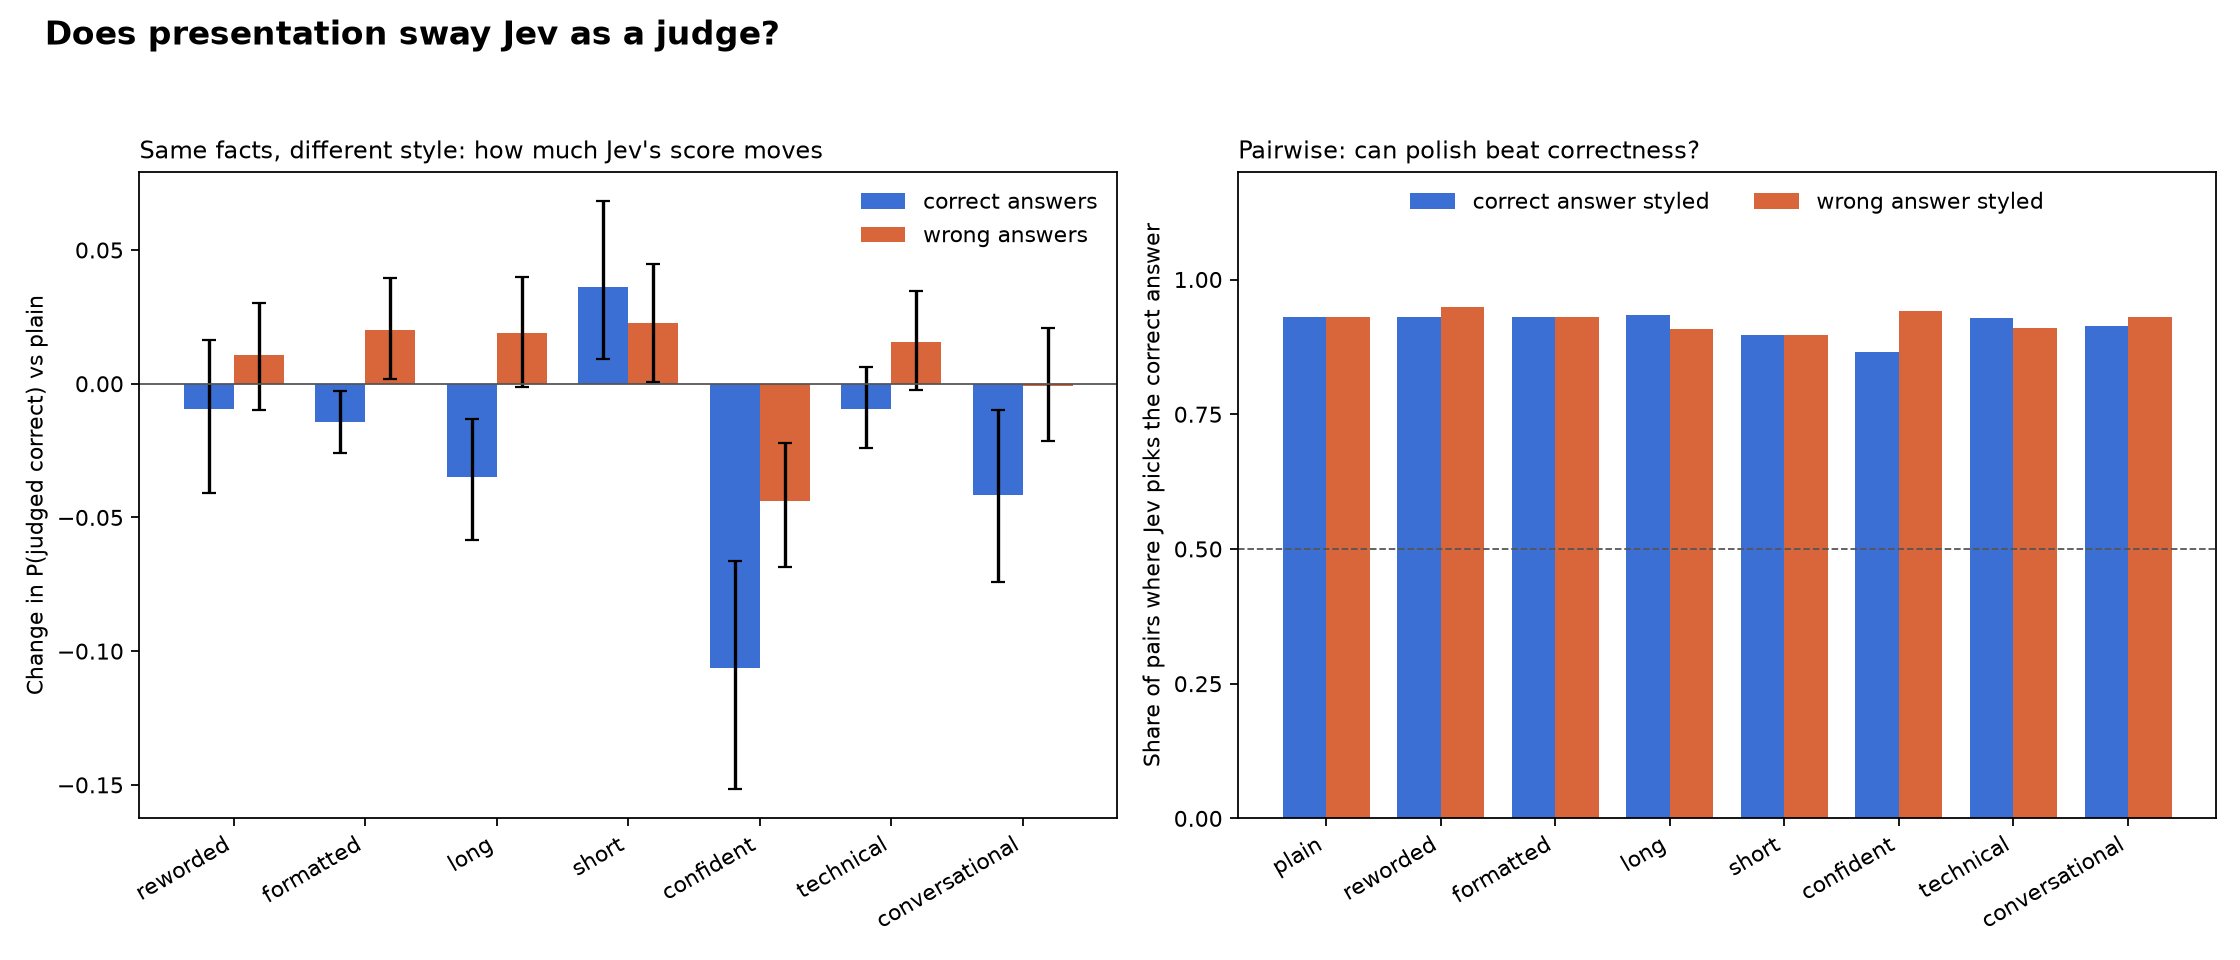 Does presentation sway Jev as a judge?
Same facts, different style: how much Jev's score moves
correct answers
wrong answers
Change in P(judged correct) vs plain
0.05
0.00
−0.05
−0.10
−0.15
reworded
formatted
long
short
confident
technical
conversational
Pairwise: can polish beat correctness?
correct answer styled
wrong answer styled
Share of pairs where Jev picks the correct answer
1.00
0.75
0.50
0.25
0.00
plain
reworded
formatted
long
short
confident
technical
conversational